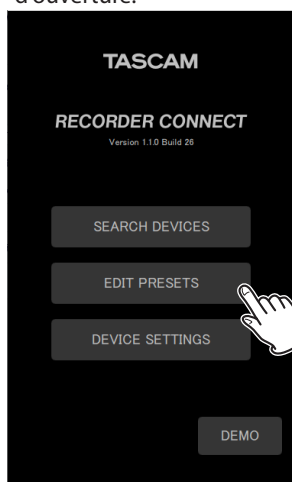 d'ouverture.
TASCAM
RECORDER CONNECT
Version 1.1.0 Build 26
SEARCH DEVICES
EDIT PRESETS
DEVICE SETTINGS
DEMO